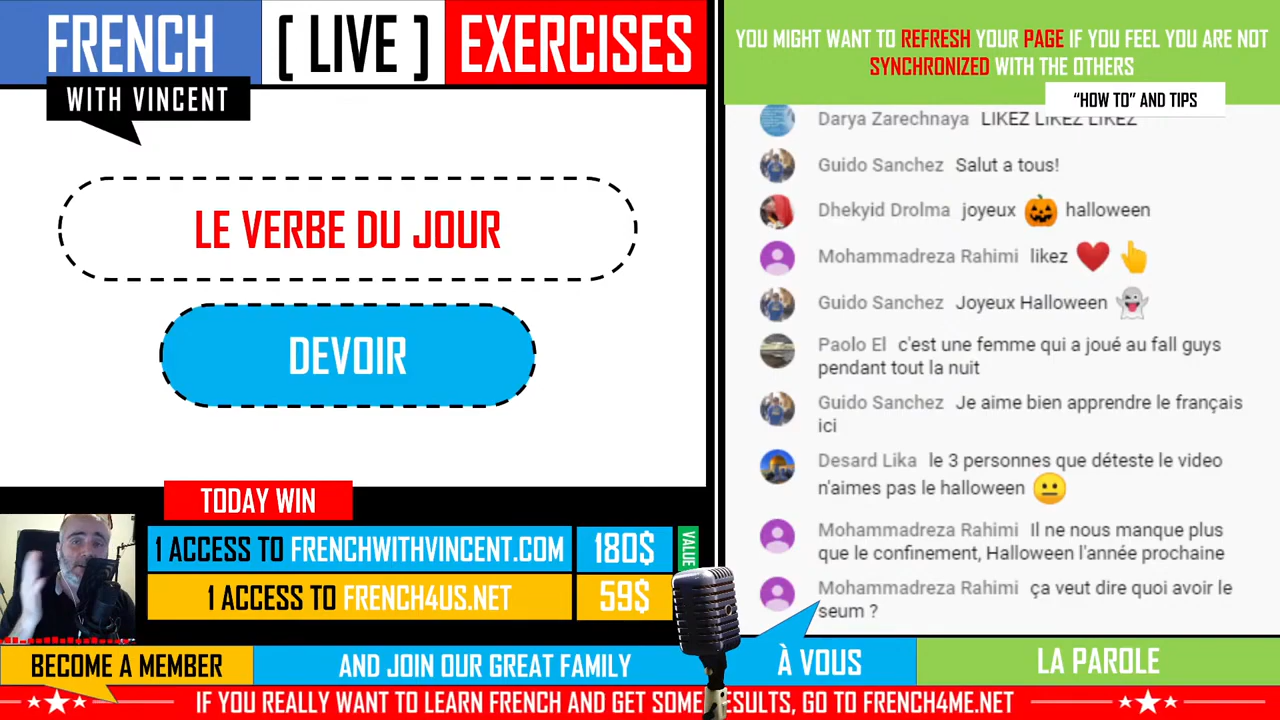 FRENCH
[ LIVE ]
EXERCISES
WITH VINCENT
LE VERBE DU JOUR
DEVOIR
TODAY WIN
1 ACCESS TO FRENCHWITHVINCENT.COM
180$
VALUE
1 ACCESS TO FRENCH4US.NET
59$
BECOME A MEMBER
AND JOIN OUR GREAT FAMILY
YOU MIGHT WANT TO REFRESH YOUR PAGE IF YOU FEEL YOU ARE NOT
SYNCHRONIZED WITH THE OTHERS
“HOW TO” AND TIPS
Darya Zarechnaya LIKEZ LIKEZ LIKEZ
Guido Sanchez Salut a tous!
Dhekyid Drolma joyeux 🎃 halloween
Mohammadreza Rahimi likez ❤️ 👆
Guido Sanchez Joyeux Halloween 👻
Paolo El c'est une femme qui a joué au fall guys
pendant tout la nuit
Guido Sanchez Je aime bien apprendre le français
ici
Desard Lika le 3 personnes que déteste le video
n'aimes pas le halloween 😐
Mohammadreza Rahimi Il ne nous manque plus
que le confinement, Halloween l'année prochaine
Mohammadreza Rahimi ça veut dire quoi avoir le
seum ?
À VOUS
LA PAROLE
IF YOU REALLY WANT TO LEARN FRENCH AND GET SOME RESULTS, GO TO FRENCH4ME.NET